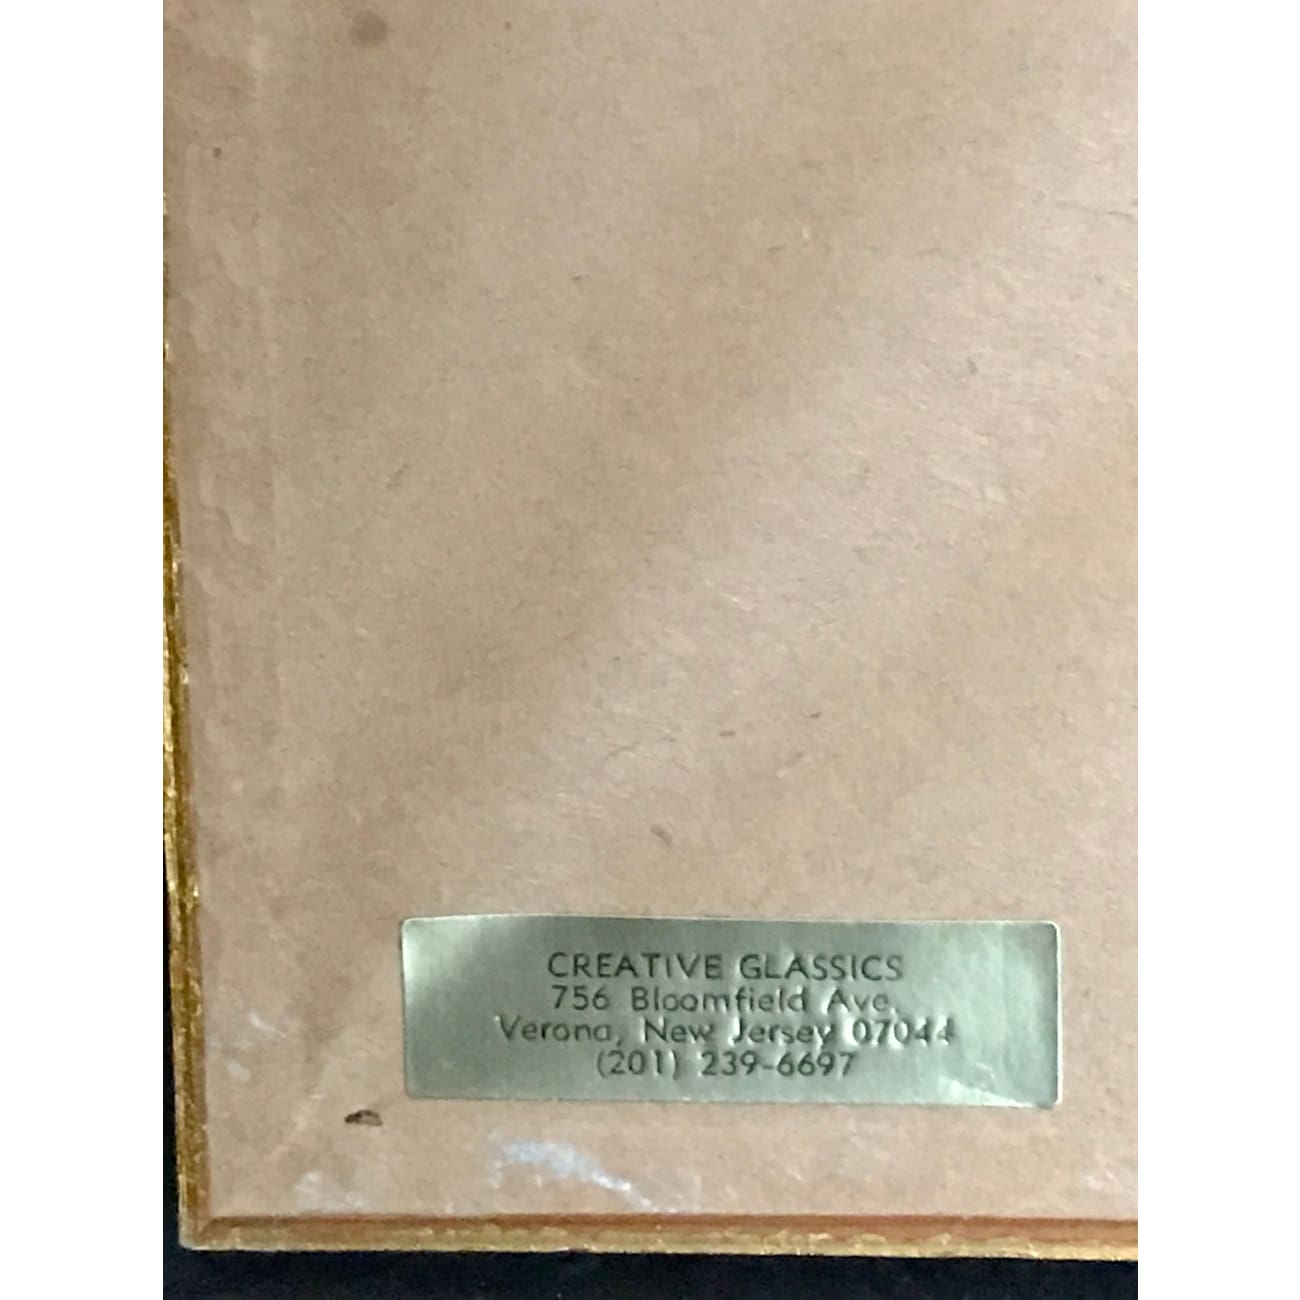 CREATIVE GLASSICS
756 Bloomfield Ave.
Verona, New Jersey 07044
(201) 239-6697